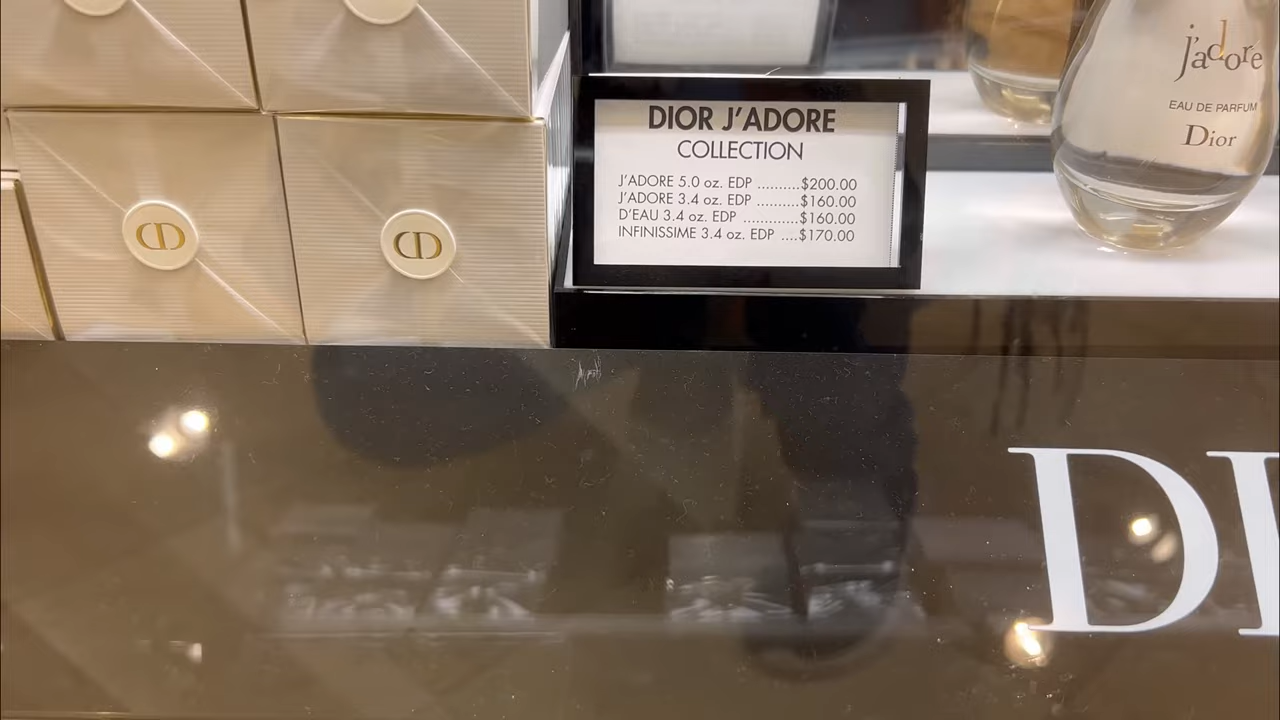 DIOR J'ADORE
COLLECTION
J'ADORE 5.0 oz. EDP ..........$200.00
J'ADORE 3.4 oz. EDP ..........$160.00
D'EAU 3.4 oz. EDP ............$160.00
INFINISSIME 3.4 oz. EDP ....$170.00
j'adore
EAU DE PARFUM
Dior
CD
CD
DI